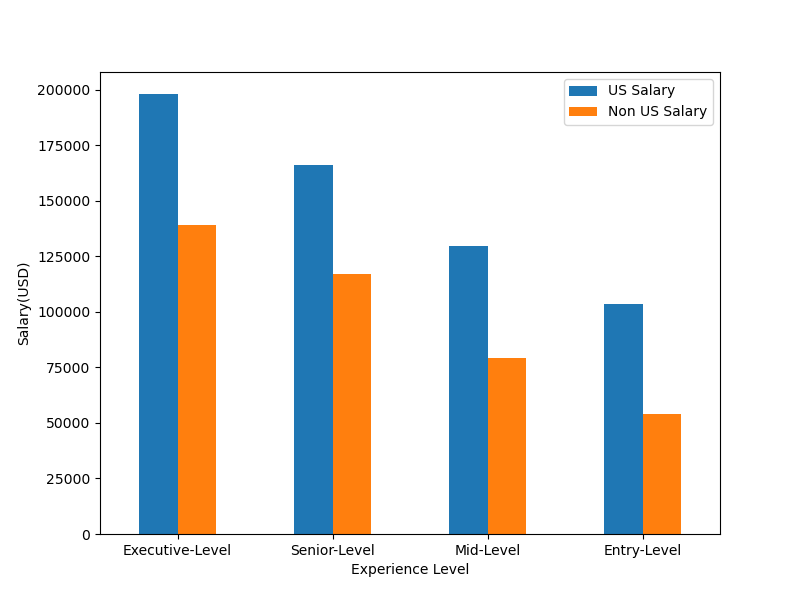 US Salary
Non US Salary
200000
175000
150000
125000
100000
75000
50000
25000
0
Salary(USD)
Executive-Level Senior-Level Mid-Level Entry-Level
Experience Level